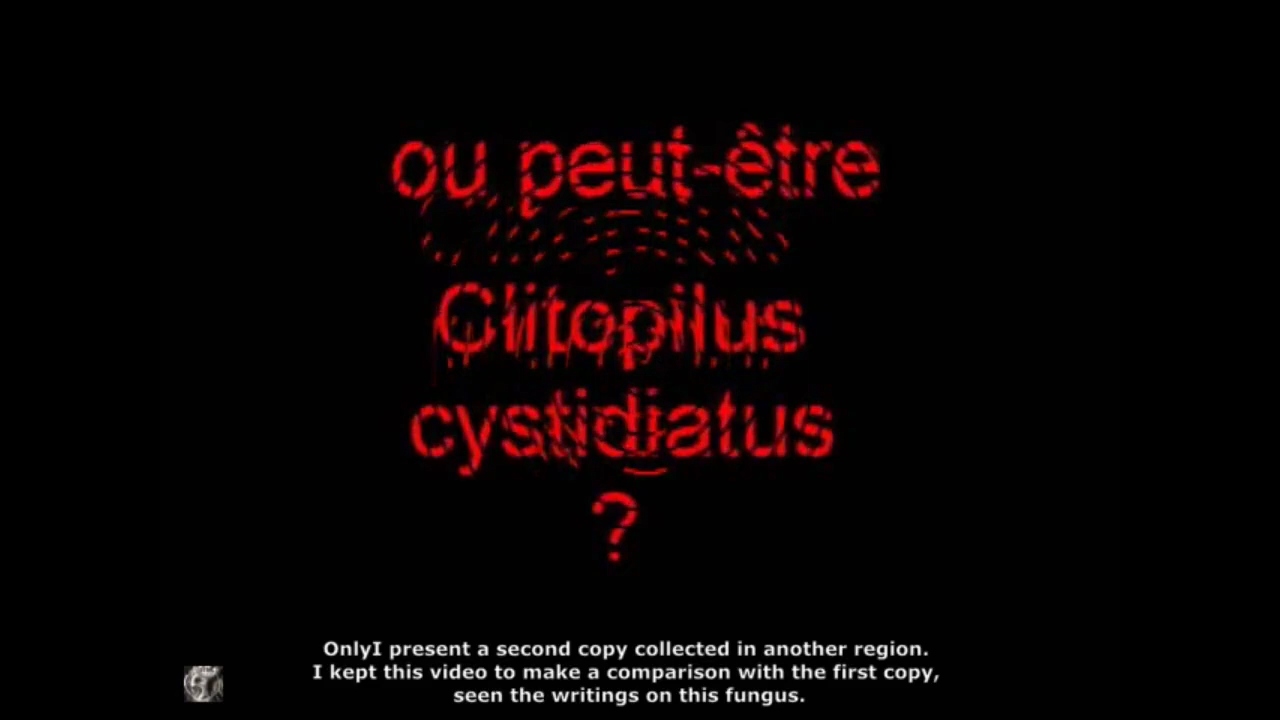 ou peut-être
Clitopilus
cystidiatus
?
OnlyI present a second copy collected in another region.
I kept this video to make a comparison with the first copy,
seen the writings on this fungus.